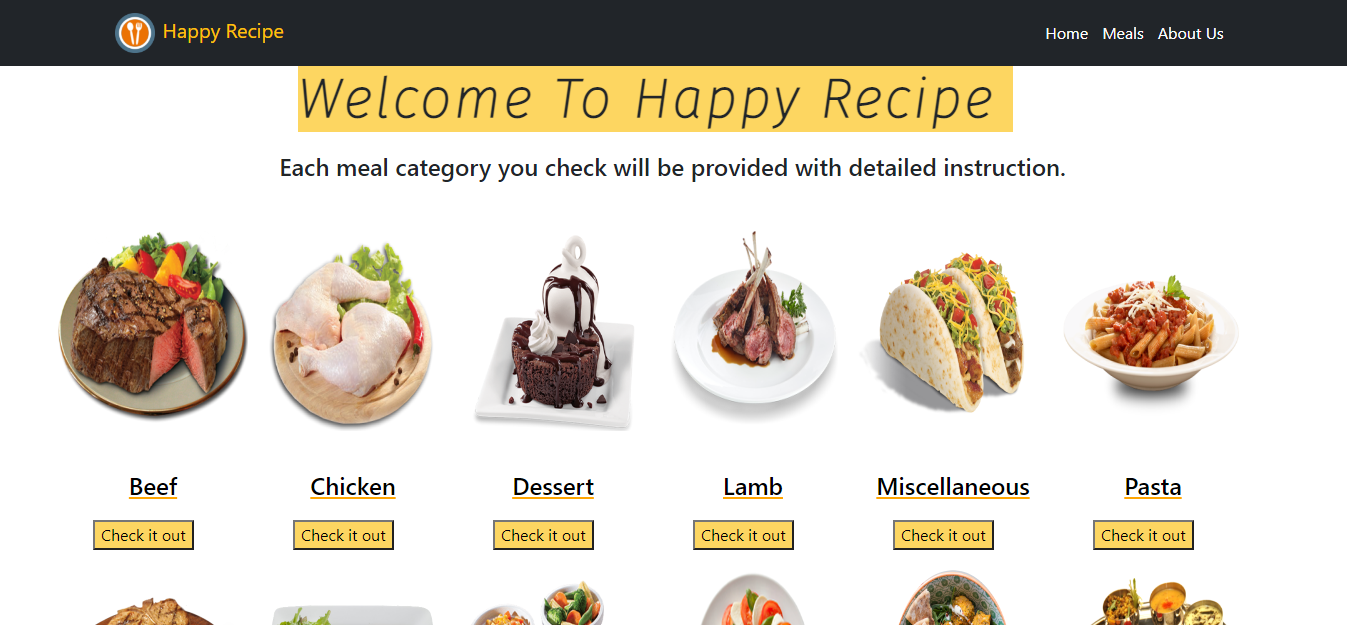 Happy Recipe
Home Meals About Us
Welcome To Happy Recipe
Each meal category you check will be provided with detailed instruction.
Beef Chicken Dessert Lamb Miscellaneous Pasta
Check it out Check it out Check it out Check it out Check it out Check it out